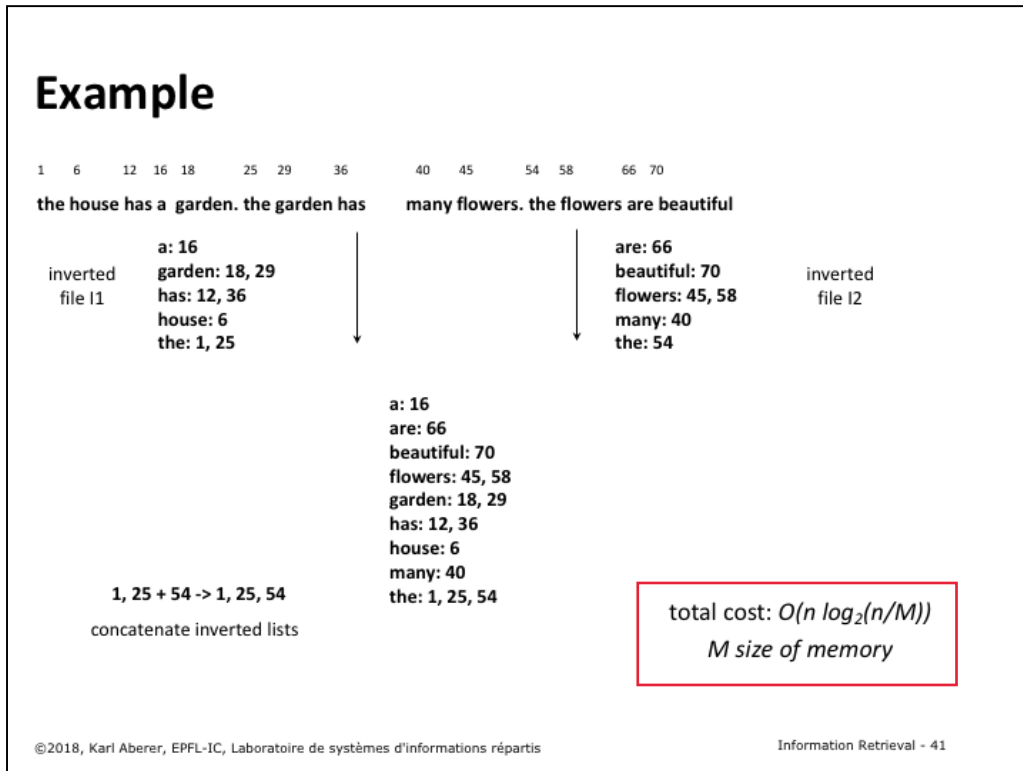 Example
1 6 12 16 18 25 29 36 40 45 54 58 66 70
the house has a garden. the garden has many flowers. the flowers are beautiful
inverted
file I1
a: 16
garden: 18, 29
has: 12, 36
house: 6
the: 1, 25
are: 66
beautiful: 70
flowers: 45, 58
many: 40
the: 54
inverted
file I2
a: 16
are: 66
beautiful: 70
flowers: 45, 58
garden: 18, 29
has: 12, 36
house: 6
many: 40
the: 1, 25, 54
1, 25 + 54 -> 1, 25, 54
concatenate inverted lists
total cost: O(n log₂(n/M))
M size of memory
©2018, Karl Aberer, EPFL-IC, Laboratoire de systèmes d'informations répartis
Information Retrieval - 41